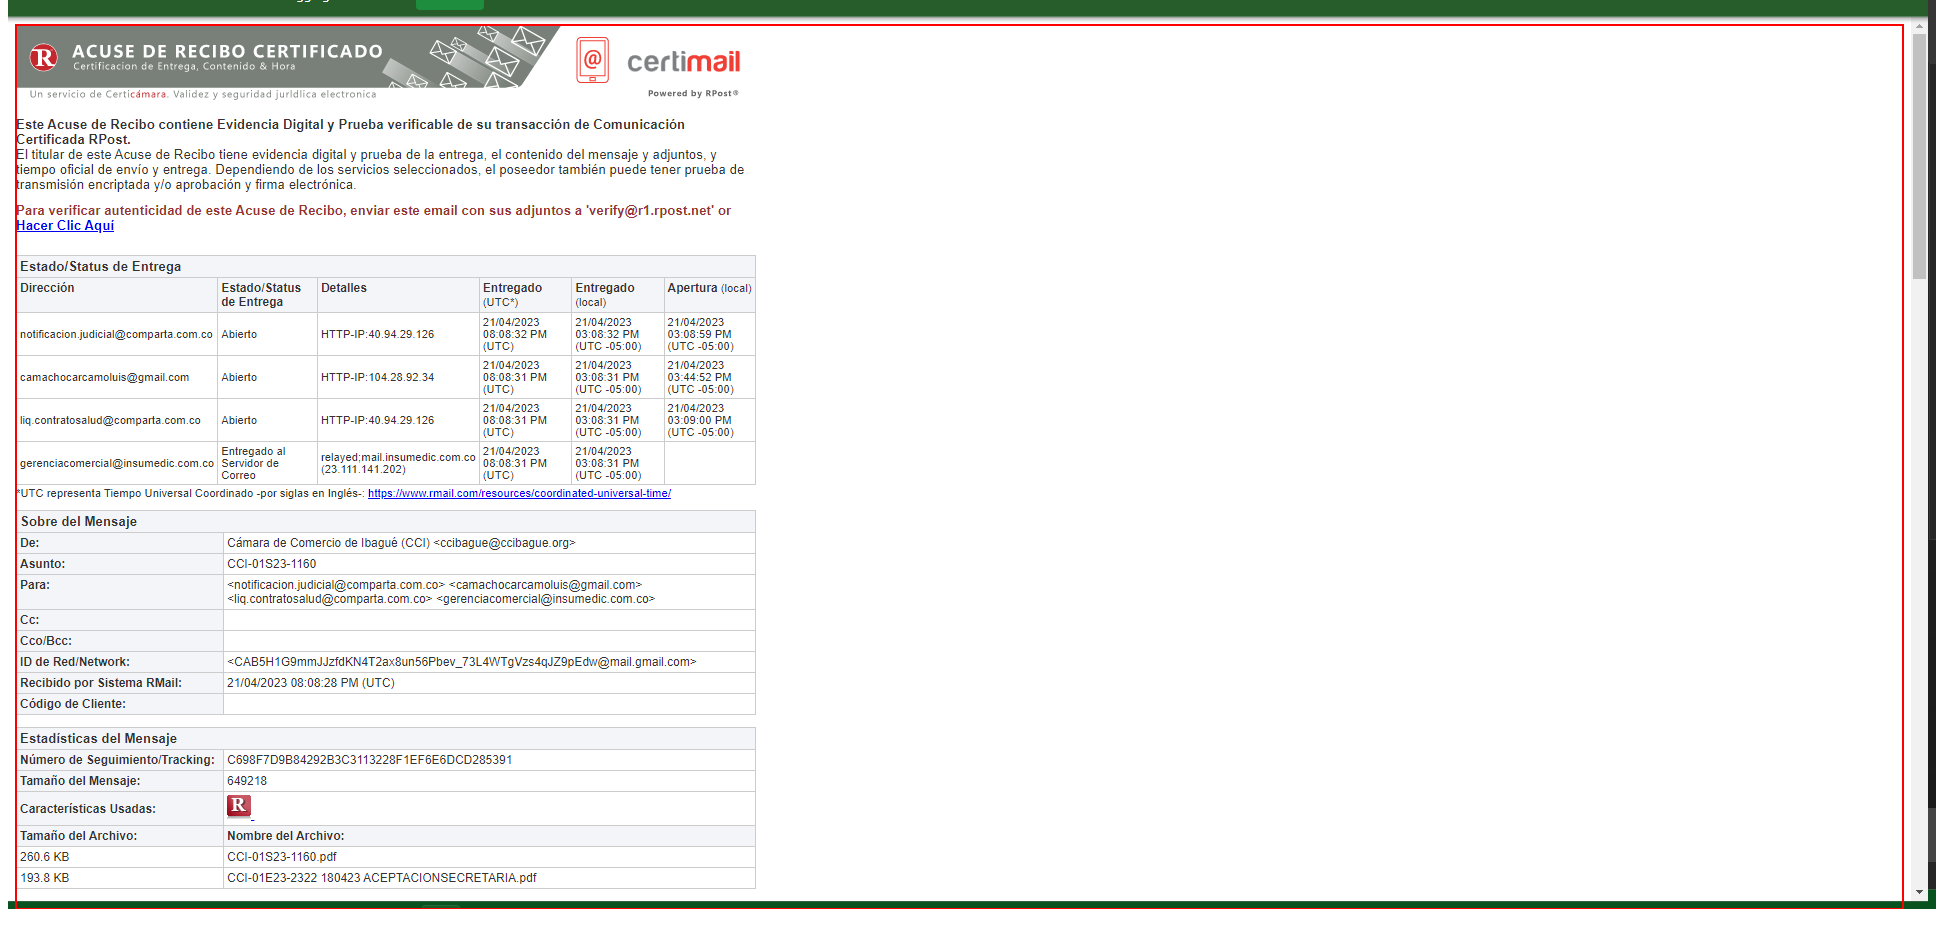 ACUSE DE RECIBO CERTIFICADO
Certificacion de Entrega, Contenido & Hora
certimail
Un servicio de Certicámara. Validez y seguridad jurídica electronica
Powered by RPost®
Este Acuse de Recibo contiene Evidencia Digital y Prueba verificable de su transacción de Comunicación
Certificada RPost.
El titular de este Acuse de Recibo tiene evidencia digital y prueba de la entrega, el contenido del mensaje y adjuntos, y
tiempo oficial de envío y entrega. Dependiendo de los servicios seleccionados, el poseedor también puede tener prueba de
transmisión encriptada y/o aprobación y firma electrónica.
Para verificar autenticidad de este Acuse de Recibo, enviar este email con sus adjuntos a 'verify@r1.rpost.net' or
Hacer Clic Aquí
Estado/Status de Entrega
Dirección Estado/Status de Entrega Detalles Entregado (UTC*) Entregado (local) Apertura (local)
notificacion.judicial@comparta.com.co Abierto HTTP-IP:40.94.29.126 21/04/2023 08:08:32 PM (UTC) 21/04/2023 03:08:32 PM (UTC -05:00) 21/04/2023 03:08:59 PM (UTC -05:00)
camachocarcamoluis@gmail.com Abierto HTTP-IP:104.28.92.34 21/04/2023 08:08:31 PM (UTC) 21/04/2023 03:08:31 PM (UTC -05:00) 21/04/2023 03:44:52 PM (UTC -05:00)
liq.contratosalud@comparta.com.co Abierto HTTP-IP:40.94.29.126 21/04/2023 08:08:31 PM (UTC) 21/04/2023 03:08:31 PM (UTC -05:00) 21/04/2023 03:09:00 PM (UTC -05:00)
gerenciacomercial@insumedic.com.co Entregado al Servidor de Correo relayed;mail.insumedic.com.co (23.111.141.202) 21/04/2023 08:08:31 PM (UTC) 21/04/2023 03:08:31 PM (UTC -05:00)
*UTC representa Tiempo Universal Coordinado -por siglas en Inglés-: https://www.rmail.com/resources/coordinated-universal-time/
Sobre del Mensaje
De: Cámara de Comercio de Ibagué (CCI) <ccibague@ccibague.org>
Asunto: CCI-01S23-1160
Para: <notificacion.judicial@comparta.com.co> <camachocarcamoluis@gmail.com>
<liq.contratosalud@comparta.com.co> <gerenciacomercial@insumedic.com.co>
Cc:
Cco/Bcc:
ID de Red/Network: <CAB5H1G9mmJJzfdKN4T2ax8un56Pbev_73L4WTgVzs4qJZ9pEdw@mail.gmail.com>
Recibido por Sistema RMail: 21/04/2023 08:08:28 PM (UTC)
Código de Cliente:
Estadísticas del Mensaje
Número de Seguimiento/Tracking: C698F7D9B84292B3C3113228F1EF6E6DCD285391
Tamaño del Mensaje: 649218
Características Usadas: R
Tamaño del Archivo: Nombre del Archivo:
260.6 KB CCI-01S23-1160.pdf
193.8 KB CCI-01E23-2322 180423 ACEPTACIONSECRETARIA.pdf